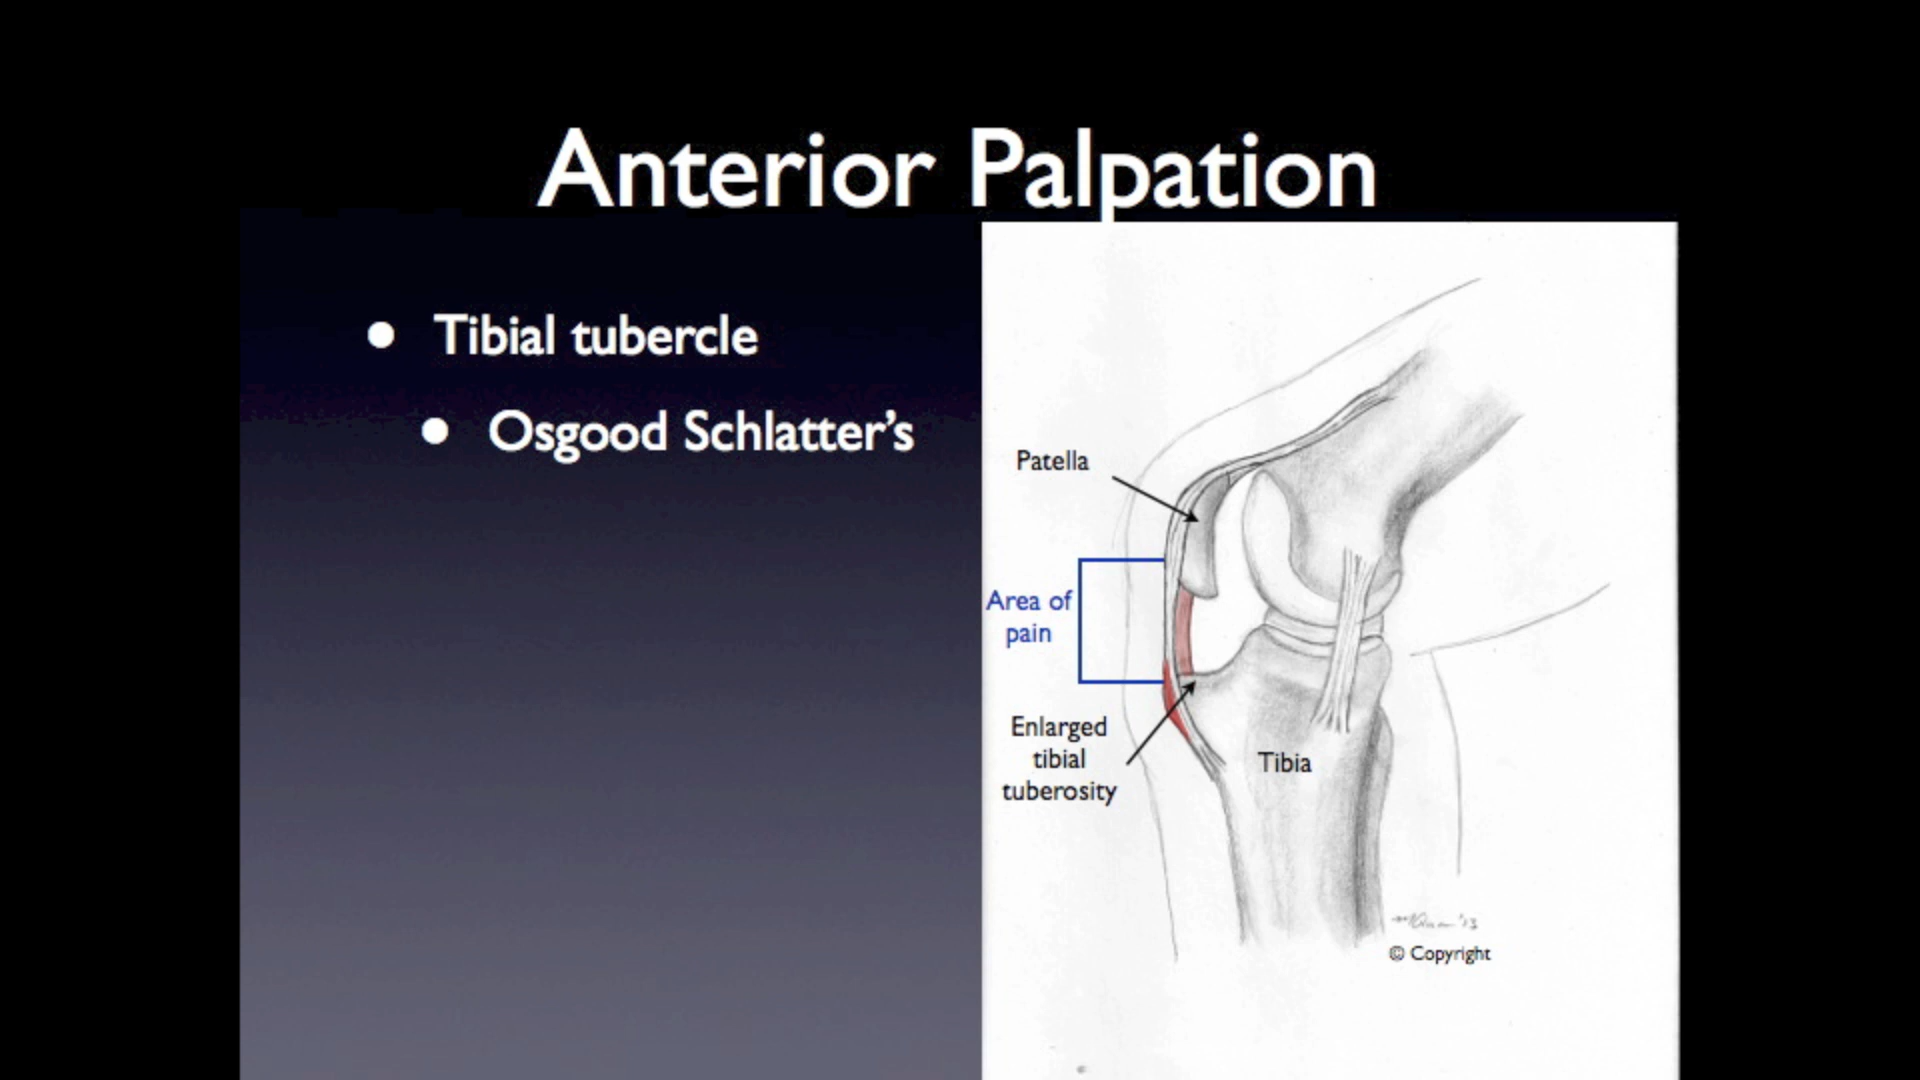 Anterior Palpation
Tibial tubercle
Osgood Schlatter's
Patella
Area of
pain
Enlarged
tibial
tuberosity
Tibia
© Copyright